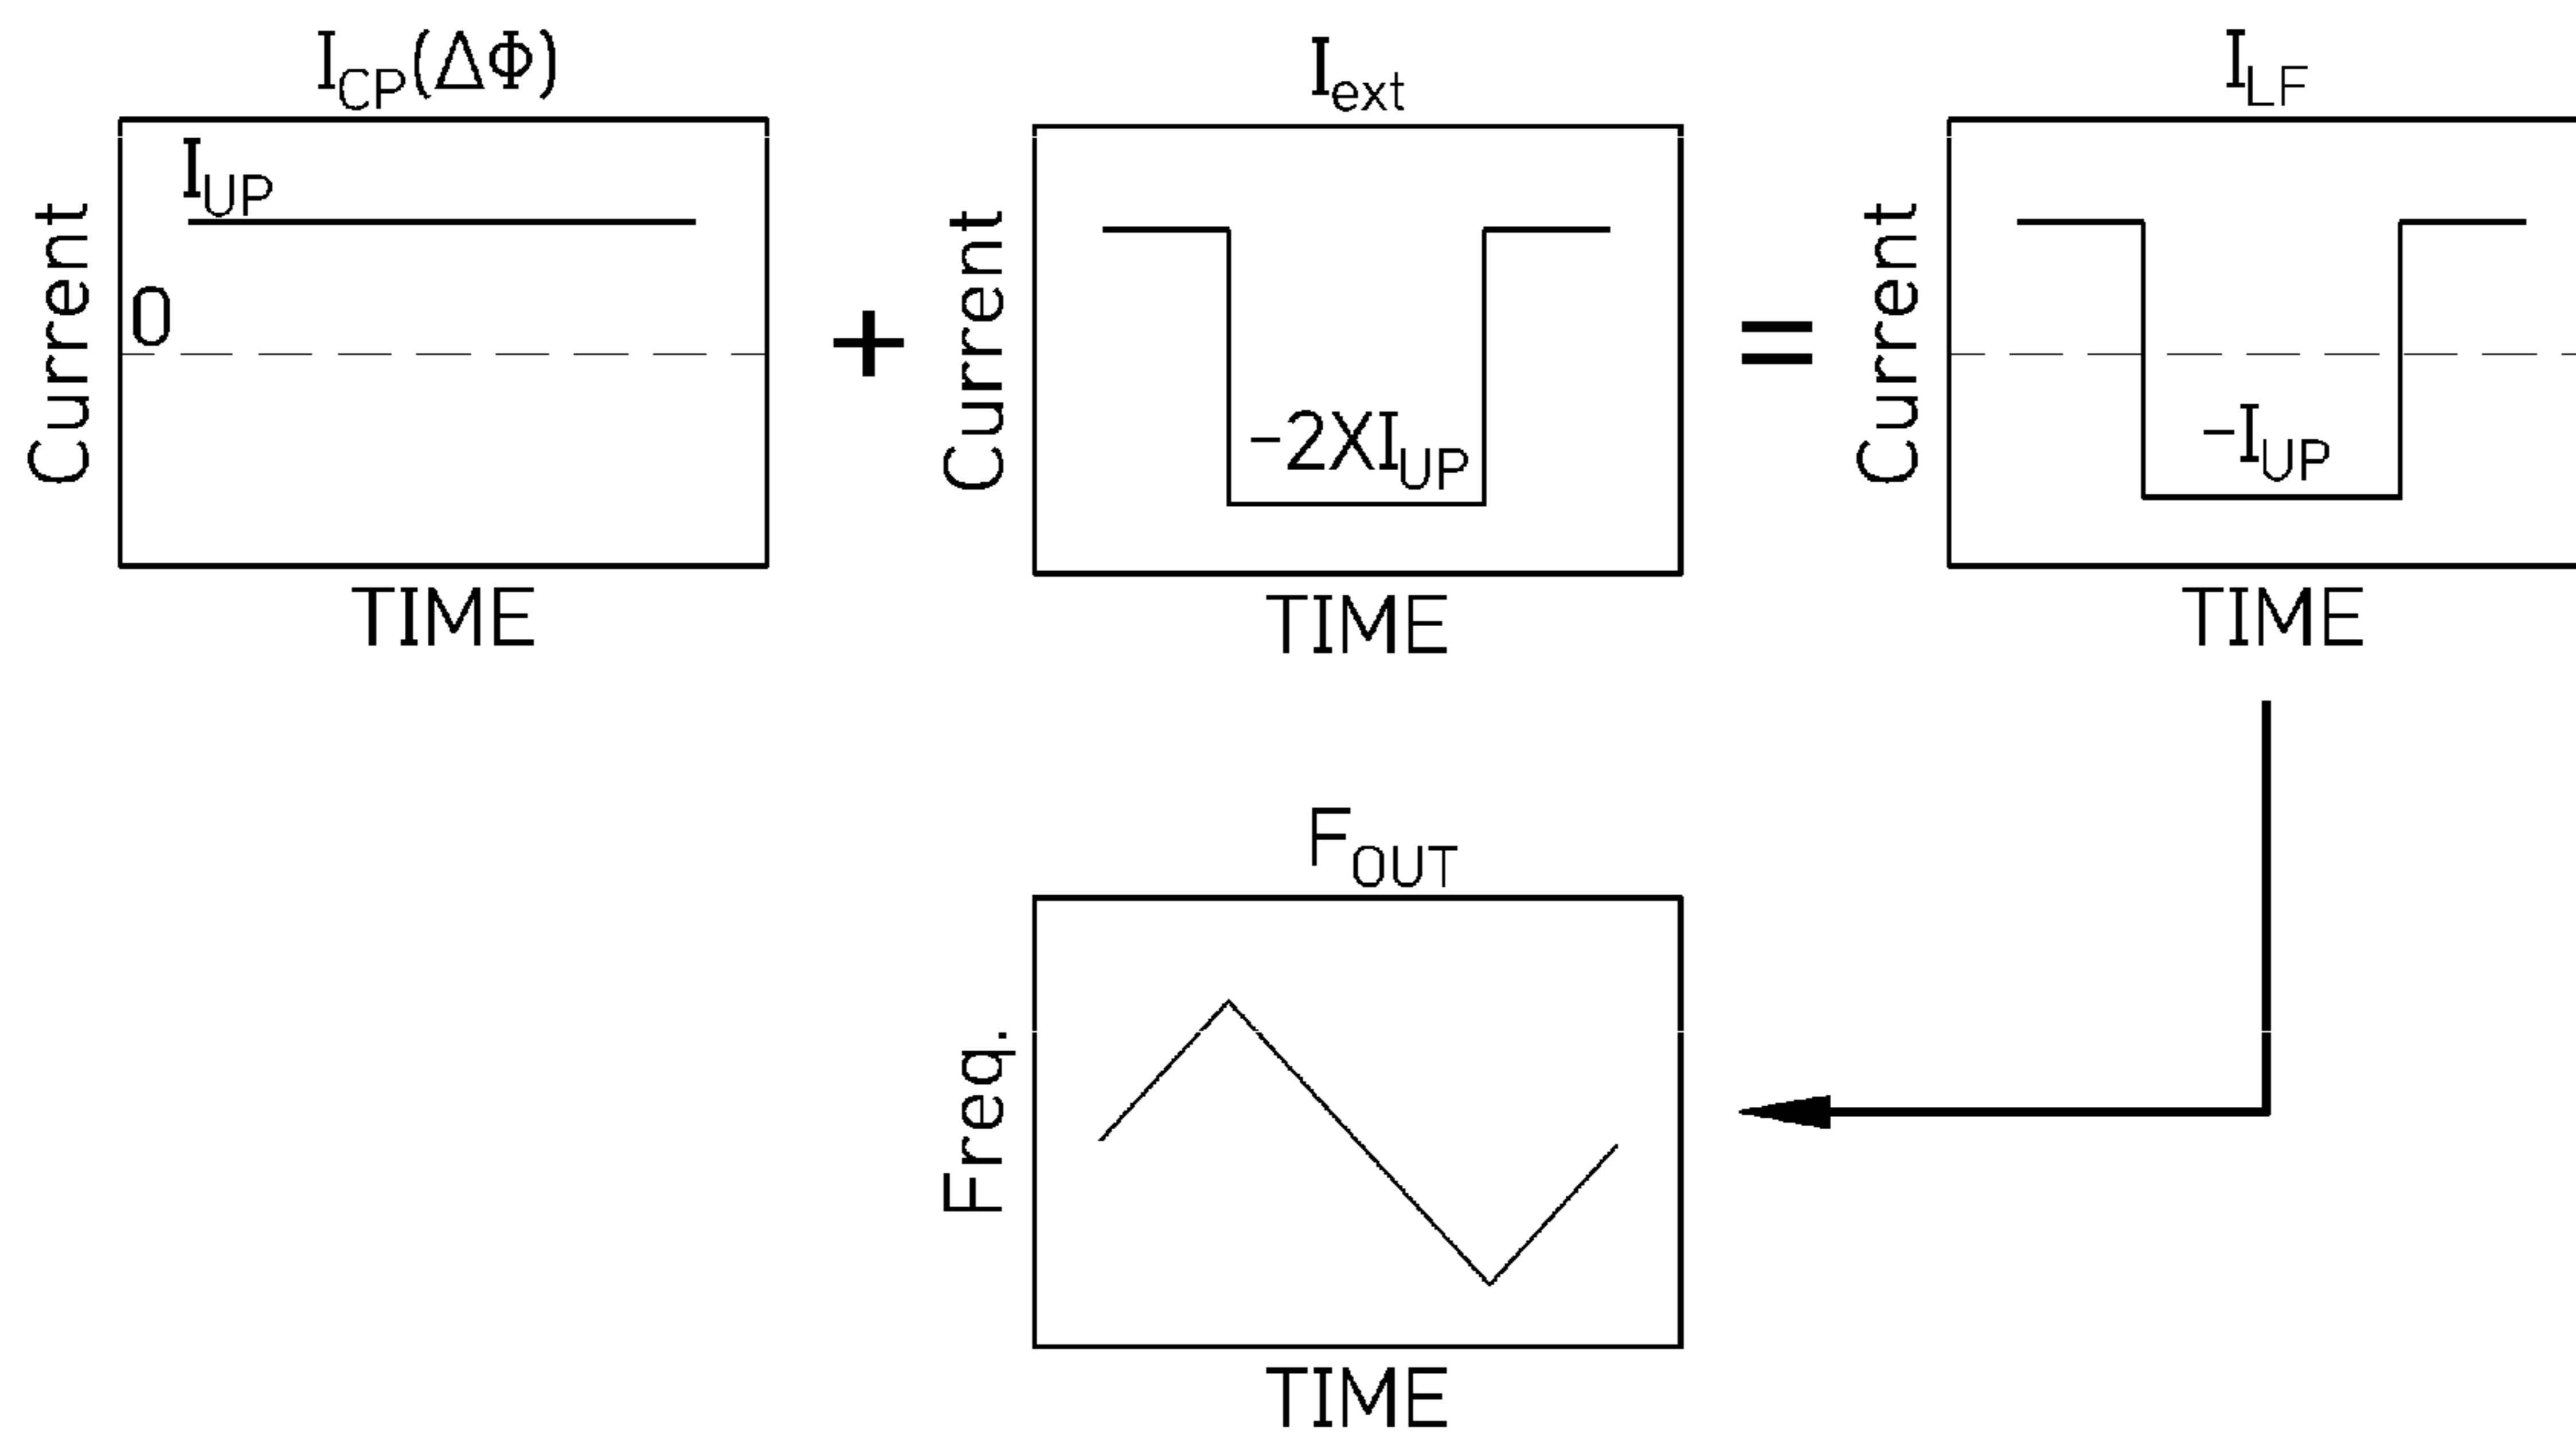 I_CP(ΔΦ)
I_UP
0
Current
TIME
+
I_ext
-2XI_UP
Current
TIME
=
I_LF
-I_UP
Current
TIME
F_OUT
Freq.
TIME